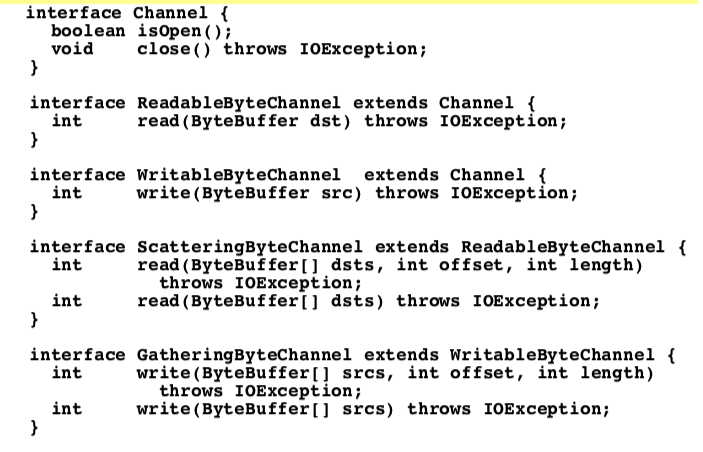 interface Channel {
boolean isOpen();
void close() throws IOException;
}
interface ReadableByteChannel extends Channel {
int read(ByteBuffer dst) throws IOException;
}
interface WritableByteChannel extends Channel {
int write(ByteBuffer src) throws IOException;
}
interface ScatteringByteChannel extends ReadableByteChannel {
int read(ByteBuffer[] dsts, int offset, int length)
throws IOException;
int read(ByteBuffer[] dsts) throws IOException;
}
interface GatheringByteChannel extends WritableByteChannel {
int write(ByteBuffer[] srcs, int offset, int length)
throws IOException;
int write(ByteBuffer[] srcs) throws IOException;
}